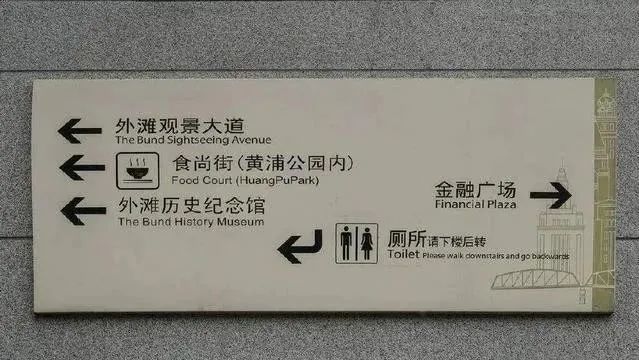 外滩观景大道
The Bund Sightseeing Avenue
食尚街(黄浦公园内)
Food Court (HuangPuPark)
外滩历史纪念馆
The Bund History Museum
金融广场
Financial Plaza
厕所请下楼后转
Toilet Please walk downstairs and go backwards